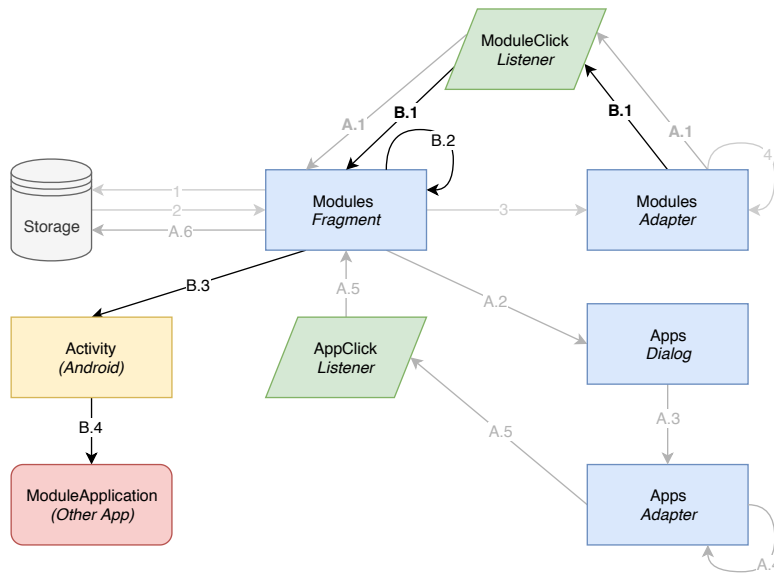 ModuleClick
Listener
A.1
B.1
B.1
A.1
B.2
4
1
Modules
Fragment
Modules
Adapter
Storage
2
3
A.6
B.3
A.5
A.2
Activity
(Android)
AppClick
Listener
Apps
Dialog
B.4
A.5
A.3
ModuleApplication
(Other App)
Apps
Adapter